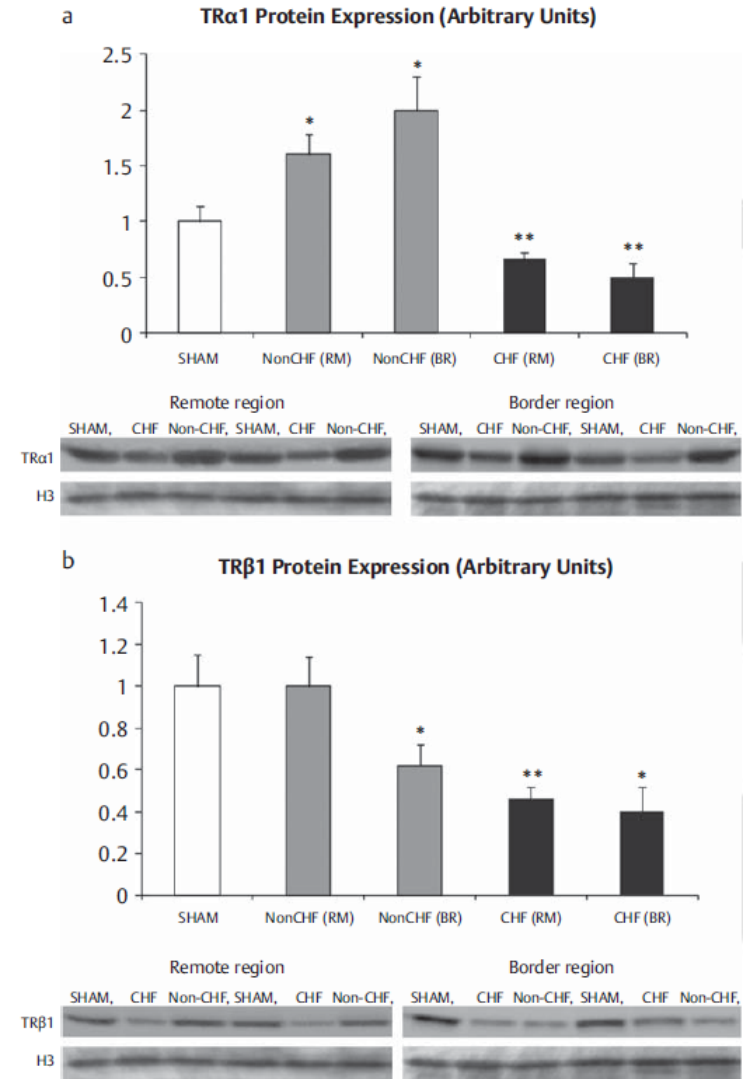 a
TRα1 Protein Expression (Arbitrary Units)
2.5
2
1.5
1
0.5
0
*
*
**
**
SHAM NonCHF (RM) NonCHF (BR) CHF (RM) CHF (BR)
Remote region Border region
SHAM, CHF Non-CHF, SHAM, CHF Non-CHF, SHAM, CHF Non-CHF, SHAM, CHF Non-CHF,
TRα1
H3
b
TRβ1 Protein Expression (Arbitrary Units)
1.4
1.2
1
0.8
0.6
0.4
0.2
0
*
**
*
SHAM NonCHF (RM) NonCHF (BR) CHF (RM) CHF (BR)
Remote region Border region
SHAM, CHF Non-CHF, SHAM, CHF Non-CHF, SHAM, CHF Non-CHF, SHAM, CHF Non-CHF,
TRβ1
H3